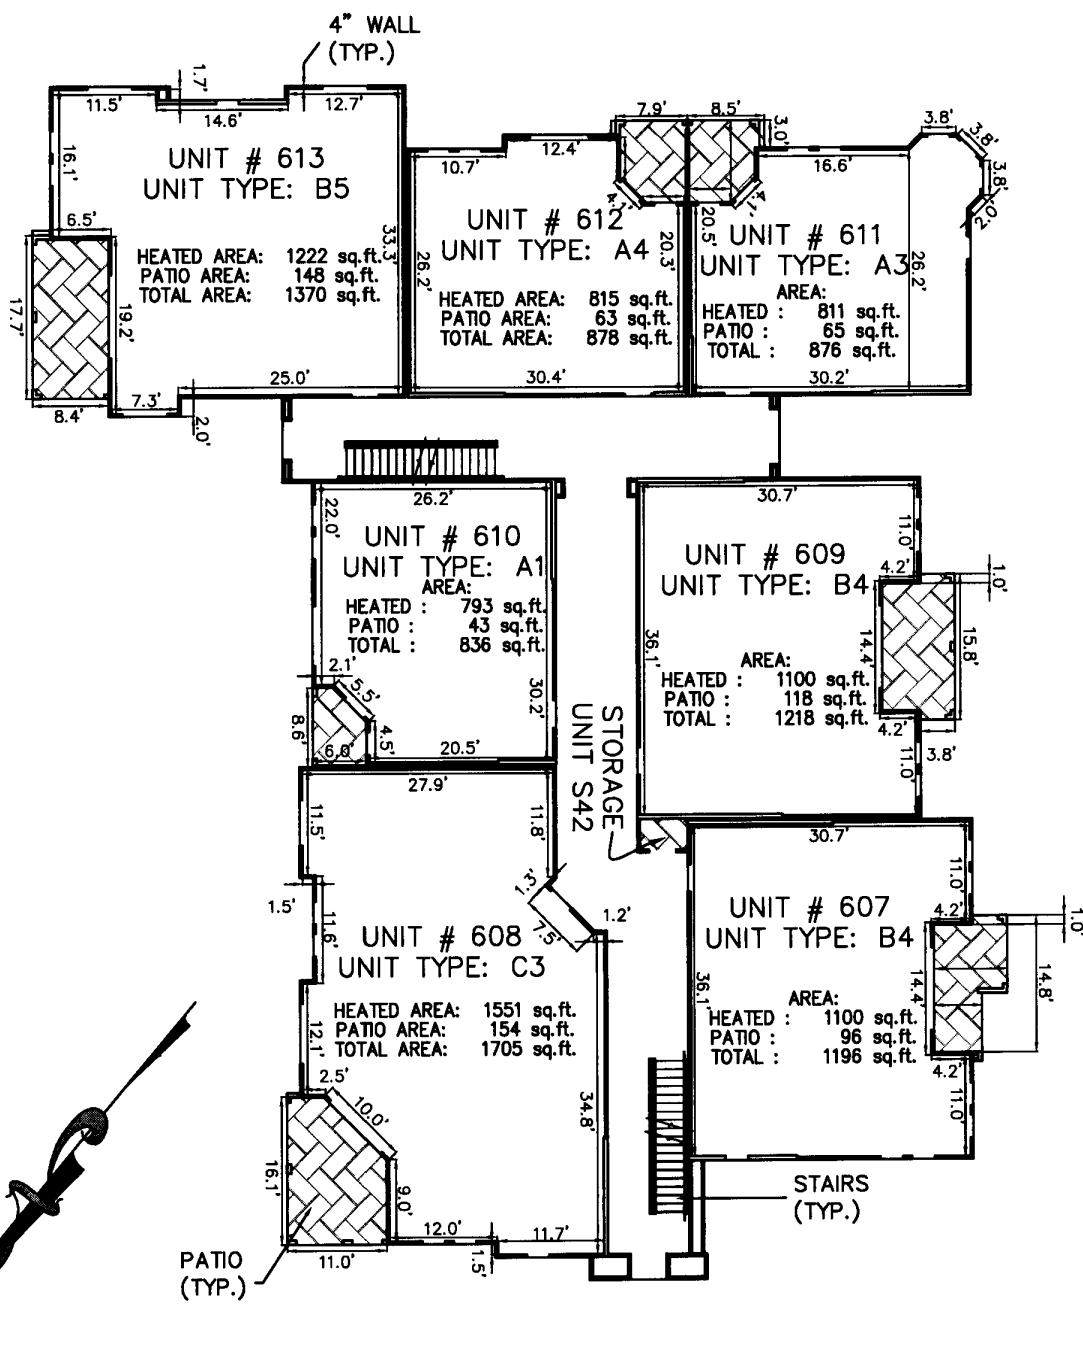 4" WALL
(TYP.)
1.7'
11.5'
14.6'
12.7'
16.1'
6.5'
UNIT # 613
UNIT TYPE: B5
HEATED AREA: 1222 sq.ft.
PATIO AREA: 148 sq.ft.
TOTAL AREA: 1370 sq.ft.
33.3'
17.7'
19.2'
8.4'
7.3'
2.0'
25.0'
10.7'
12.4'
7.9'
4.1'
UNIT # 612
UNIT TYPE: A4
HEATED AREA: 815 sq.ft.
PATIO AREA: 63 sq.ft.
TOTAL AREA: 878 sq.ft.
26.2'
20.3'
30.4'
8.5'
3.0'
4.1'
16.6'
3.8'
3.8'
3.8'
2.0'
20.5'
UNIT # 611
UNIT TYPE: A3
AREA:
HEATED : 811 sq.ft.
PATIO : 65 sq.ft.
TOTAL : 876 sq.ft.
26.2'
30.2'
26.2'
22.0'
UNIT # 610
UNIT TYPE: A1
AREA:
HEATED : 793 sq.ft.
PATIO : 43 sq.ft.
TOTAL : 836 sq.ft.
2.1'
5.5'
8.6'
6.0'
4.5'
20.5'
30.2'
STORAGE
UNIT S42
30.7'
11.0'
UNIT # 609
UNIT TYPE: B4
AREA:
HEATED : 1100 sq.ft.
PATIO : 118 sq.ft.
TOTAL : 1218 sq.ft.
36.1'
4.2'
1.0'
14.4'
15.8'
4.2'
3.8'
11.0'
27.9'
11.5'
11.8'
1.5'
11.6'
1.3'
7.5'
1.2'
UNIT # 608
UNIT TYPE: C3
HEATED AREA: 1551 sq.ft.
PATIO AREA: 154 sq.ft.
TOTAL AREA: 1705 sq.ft.
12.1'
2.5'
10.0'
34.8'
16.1'
9.0'
11.0'
12.0'
1.5'
11.7'
PATIO
(TYP.)
30.7'
11.0'
UNIT # 607
UNIT TYPE: B4
AREA:
HEATED : 1100 sq.ft.
PATIO : 96 sq.ft.
TOTAL : 1196 sq.ft.
36.1'
4.2'
1.0'
14.4'
14.8'
4.2'
11.0'
STAIRS
(TYP.)